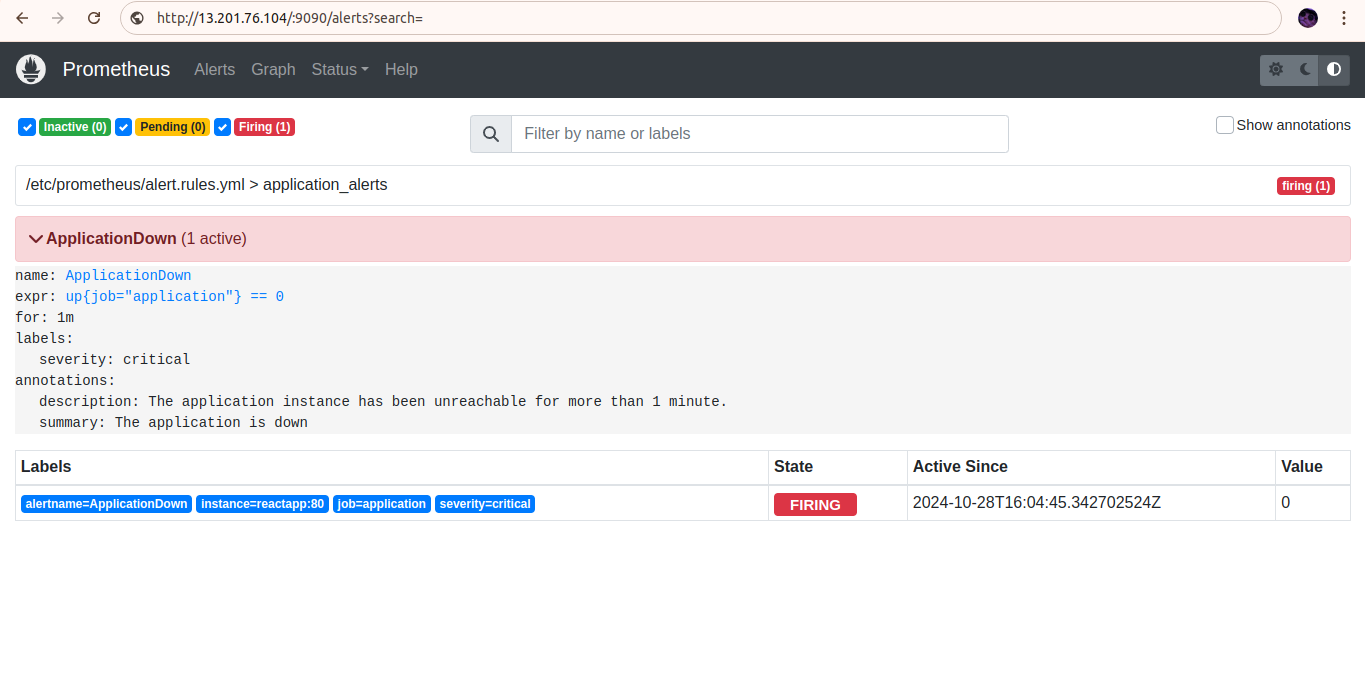 http://13.201.76.104/:9090/alerts?search=
Prometheus Alerts Graph Status Help
Inactive (0) Pending (0) Firing (1) Filter by name or labels Show annotations
/etc/prometheus/alert.rules.yml > application_alerts firing (1)
ApplicationDown (1 active)
name: ApplicationDown
expr: up{job="application"} == 0
for: 1m
labels:
severity: critical
annotations:
description: The application instance has been unreachable for more than 1 minute.
summary: The application is down
Labels State Active Since Value
alertname=ApplicationDown instance=reactapp:80 job=application severity=critical FIRING 2024-10-28T16:04:45.342702524Z 0